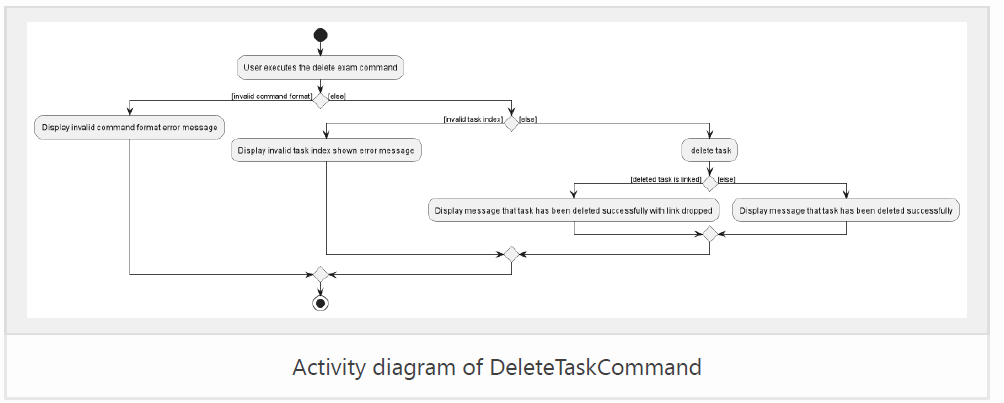 User executes the delete exam command
[invalid command format] [else]
Display invalid command format error message
[invalid task index] [else]
Display invalid task index shown error message
delete task
[deleted task is linked] [else]
Display message that task has been deleted successfully with link dropped
Display message that task has been deleted successfully
Activity diagram of DeleteTaskCommand